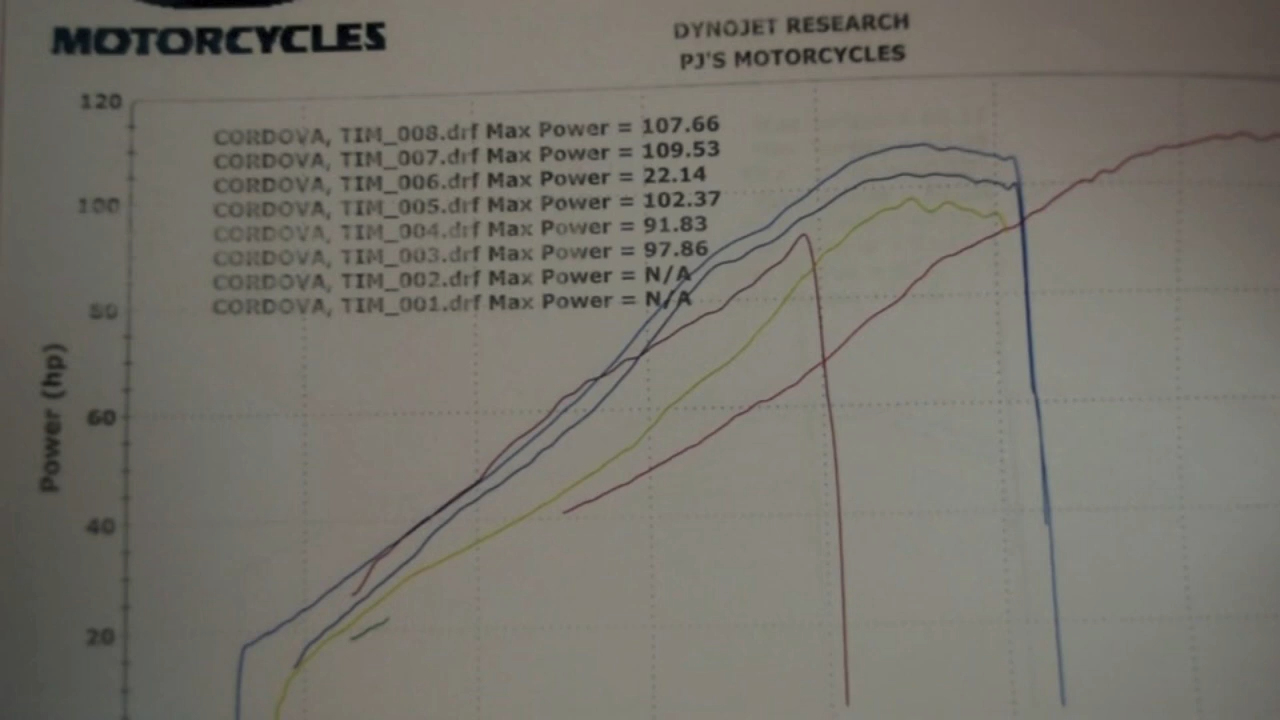 MOTORCYCLES
DYNOJET RESEARCH
PJ'S MOTORCYCLES
120
100
80
60
40
20
Power (hp)
CORDOVA, TIM_008.drf Max Power = 107.66
CORDOVA, TIM_007.drf Max Power = 109.53
CORDOVA, TIM_006.drf Max Power = 22.14
CORDOVA, TIM_005.drf Max Power = 102.37
CORDOVA, TIM_004.drf Max Power = 91.83
CORDOVA, TIM_003.drf Max Power = 97.86
CORDOVA, TIM_002.drf Max Power = N/A
CORDOVA, TIM_001.drf Max Power = N/A